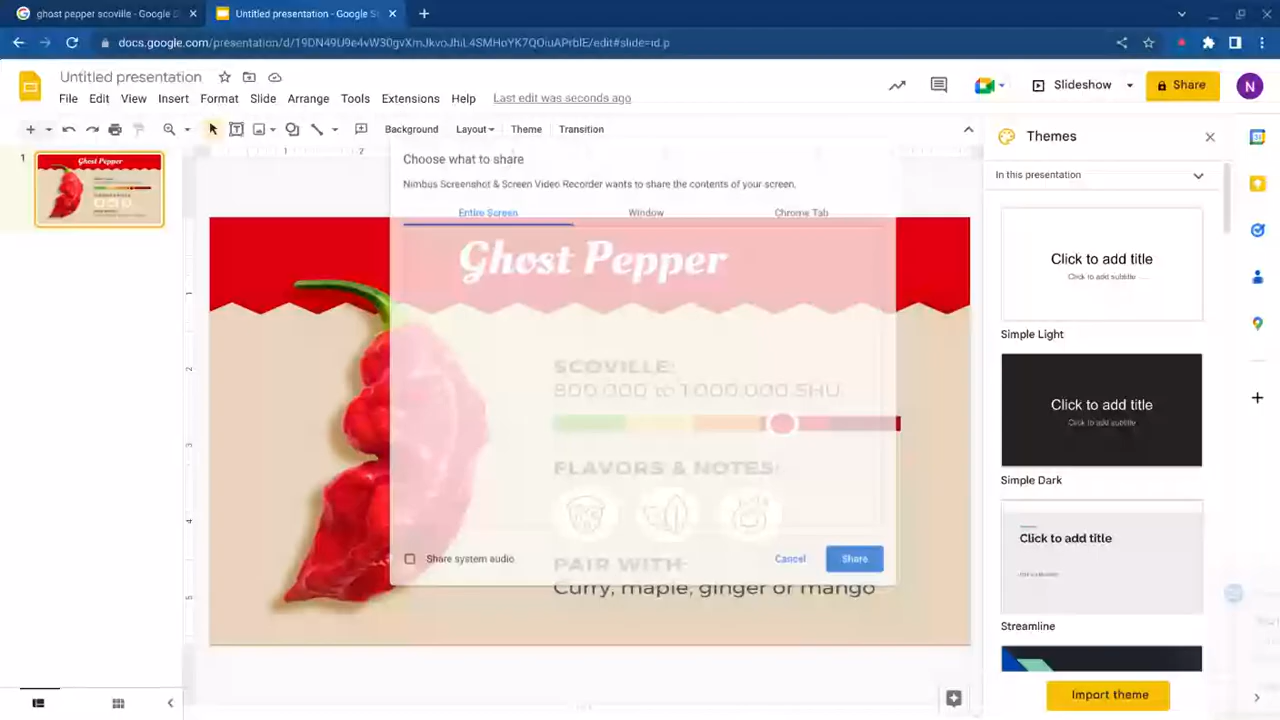 ghost pepper scoville - Google S
Untitled presentation - Google S
docs.google.com/presentation/d/19DN49U9e4vW30gvXmJkvoJhiL4SMHoYK7QOiuAPrblE/edit#slide=id.p
Untitled presentation
Slideshow
Share
N
File Edit View Insert Format Slide Arrange Tools Extensions Help Last edit was seconds ago
Background Layout Theme Transition
Themes
In this presentation
1
Ghost Pepper
Choose what to share
Nimbus Screenshot & Screen Video Recorder wants to share the contents of your screen.
Entire Screen Window Chrome Tab
Ghost Pepper
SCOVILLE:
800,000 to 1,000,000 SHU
FLAVORS & NOTES:
Share system audio
Cancel Share
PAIR WITH:
Curry, maple, ginger or mango
Click to add title
Click to add subtitle
Simple Light
Click to add title
Click to add subtitle
Simple Dark
Click to add title
Streamline
Import theme